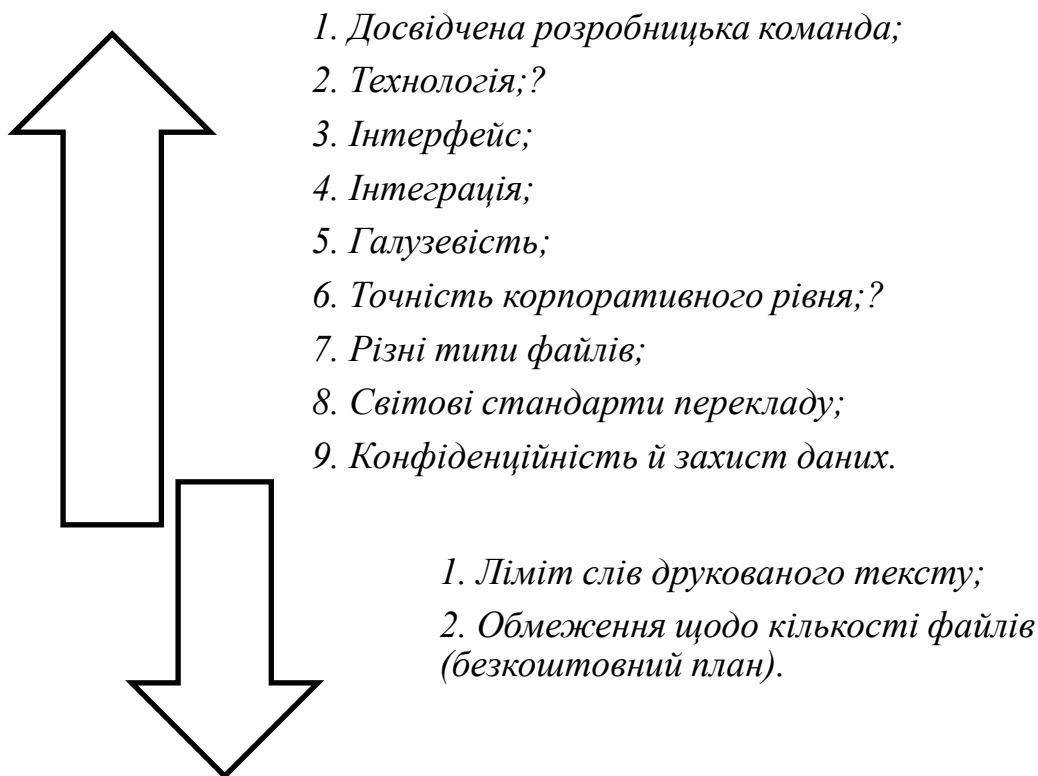 1. Досвідчена розробницька команда;
2. Технологія;?
3. Інтерфейс;
4. Інтеграція;
5. Галузевість;
6. Точність корпоративного рівня;?
7. Різні типи файлів;
8. Світові стандарти перекладу;
9. Конфіденційність й захист даних.
1. Ліміт слів друкованого тексту;
2. Обмеження щодо кількості файлів
(безкоштовний план).